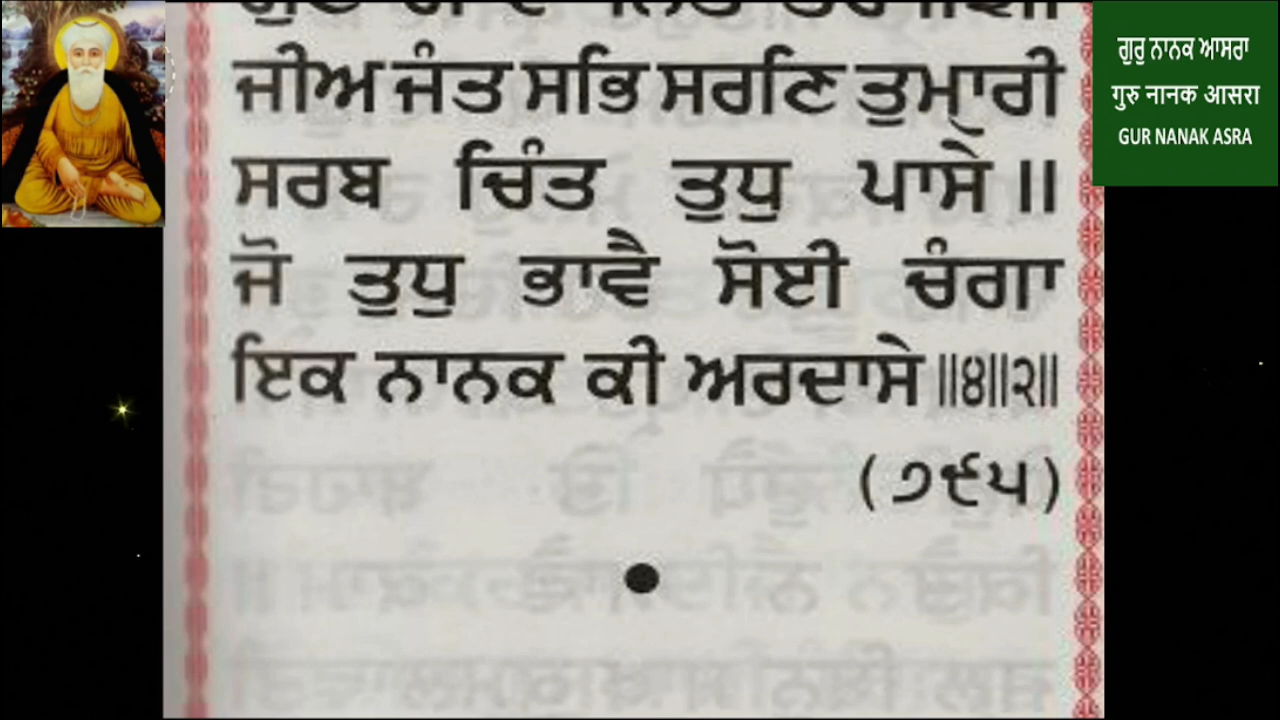 ਜੀਅ ਜੰਤ ਸਭਿ ਸਰਣਿ ਤੁਮ੍ਹਾਰੀ
ਸਰਬ ਚਿੰਤ ਤੁਧੁ ਪਾਸੇ ॥
ਜੋ ਤੁਧੁ ਭਾਵੈ ਸੋਈ ਚੰਗਾ
ਇਕ ਨਾਨਕ ਕੀ ਅਰਦਾਸੇ ॥੪॥੨॥
(੭੯੫)
ਗੁਰੁ ਨਾਨਕ ਆਸਰਾ
गुरु नानक आसरा
GUR NANAK ASRA